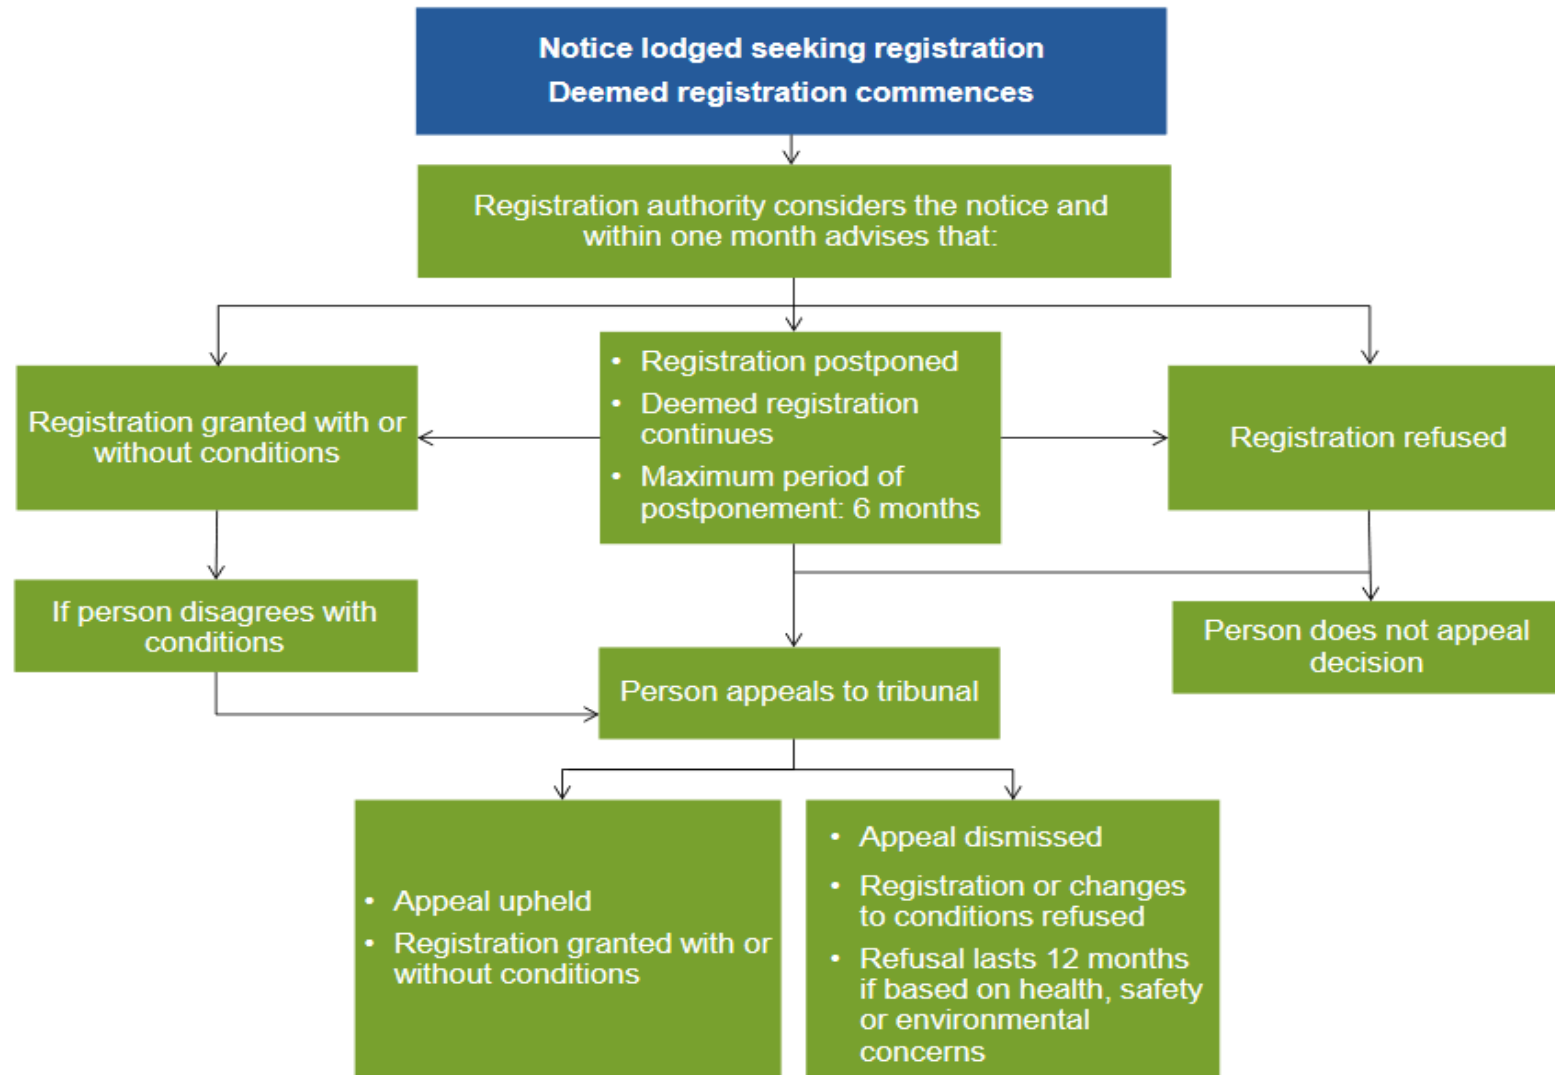 Notice lodged seeking registration
Deemed registration commences
Registration authority considers the notice and
within one month advises that:
Registration granted with or
without conditions
• Registration postponed
• Deemed registration
continues
• Maximum period of
postponement: 6 months
Registration refused
If person disagrees with
conditions
Person appeals to tribunal
Person does not appeal
decision
• Appeal upheld
• Registration granted with or
without conditions
• Appeal dismissed
• Registration or changes
to conditions refused
• Refusal lasts 12 months
if based on health, safety
or environmental
concerns